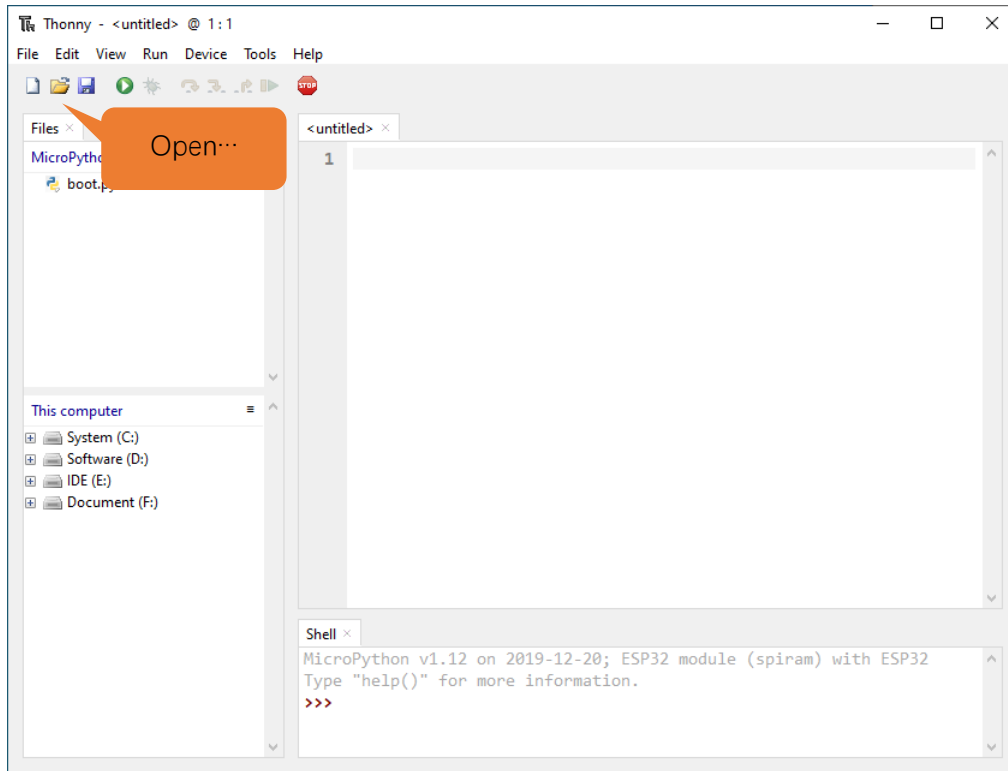 Thonny - <untitled> @ 1:1
File Edit View Run Device Tools Help
STOP
Open…
Files
<untitled>
1
boot.py
This computer
System (C:)
Software (D:)
IDE (E:)
Document (F:)
Shell
MicroPython v1.12 on 2019-12-20; ESP32 module (spiram) with ESP32
Type "help()" for more information.
>>>